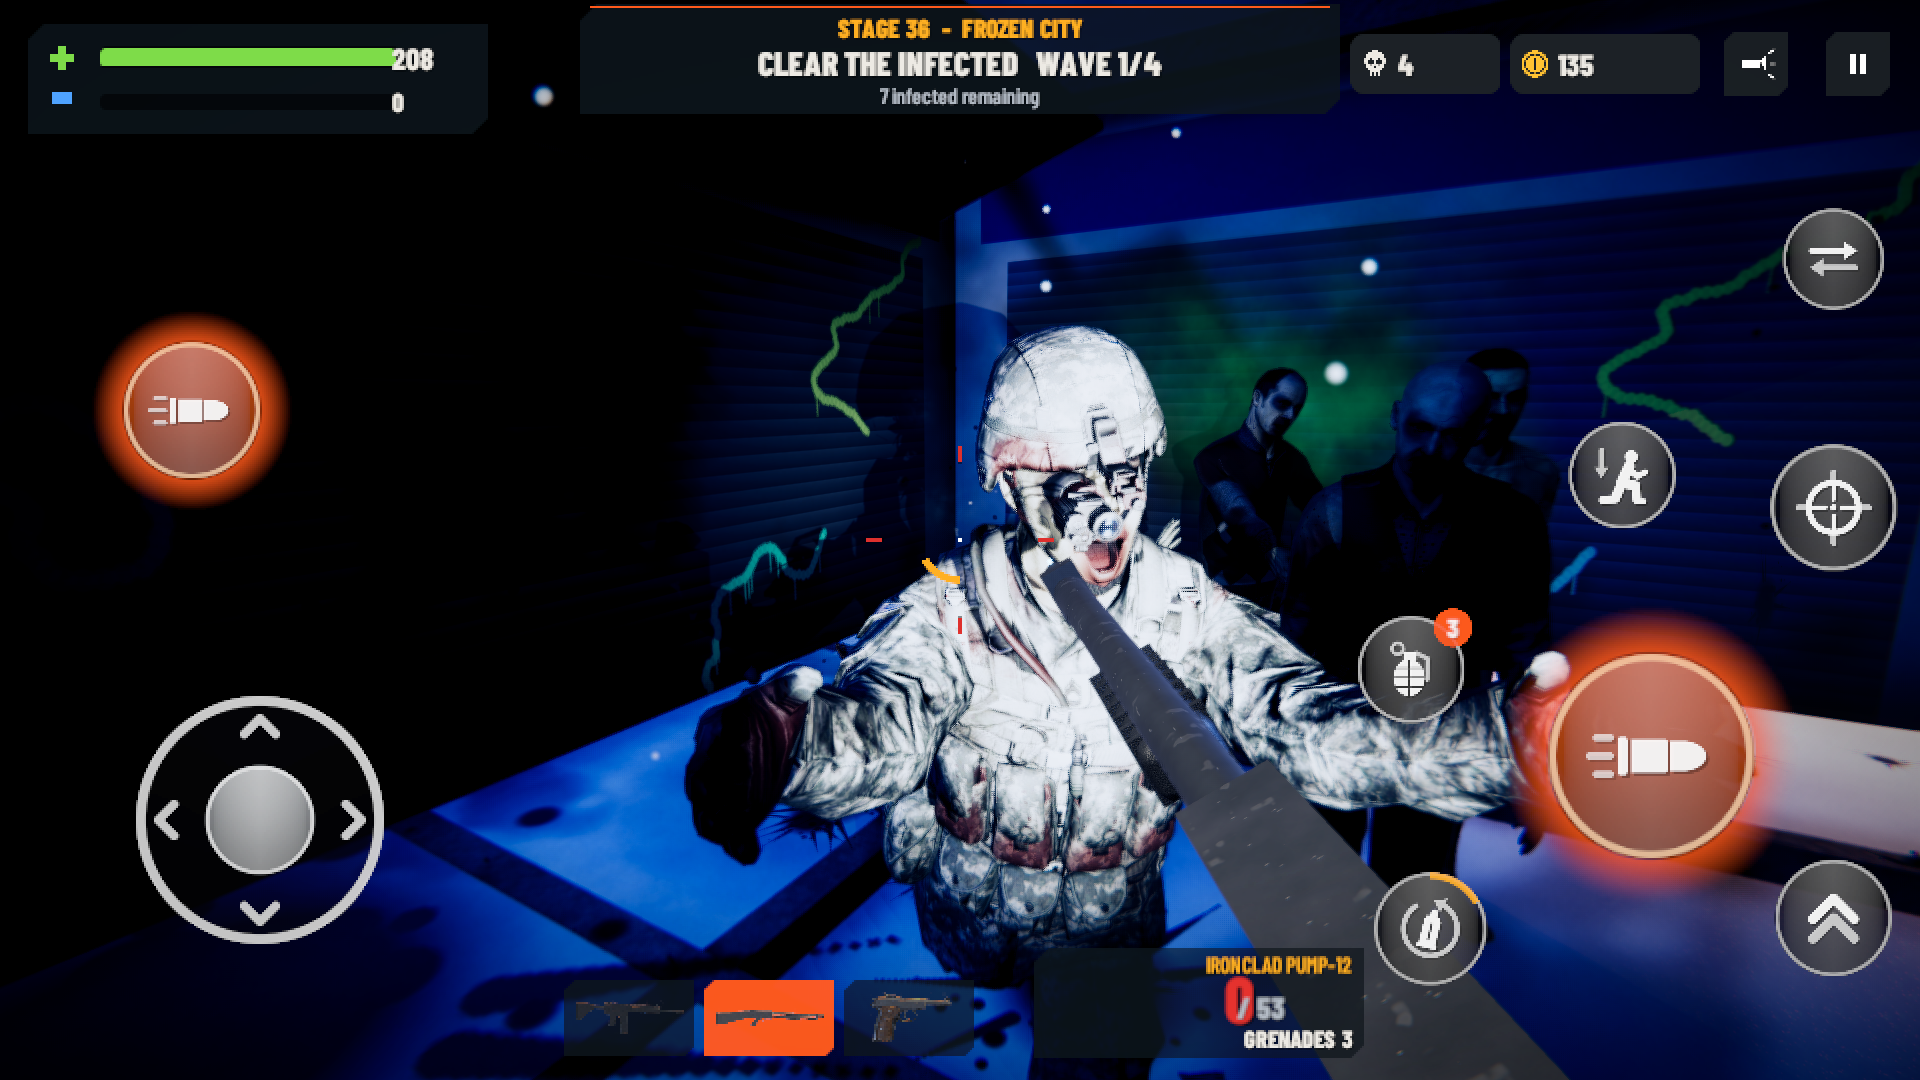 208
0
STAGE 36 - FROZEN CITY
CLEAR THE INFECTED WAVE 1/4
7 infected remaining
4
135
3
IRONCLAD PUMP-12
0/53
GRENADES 3